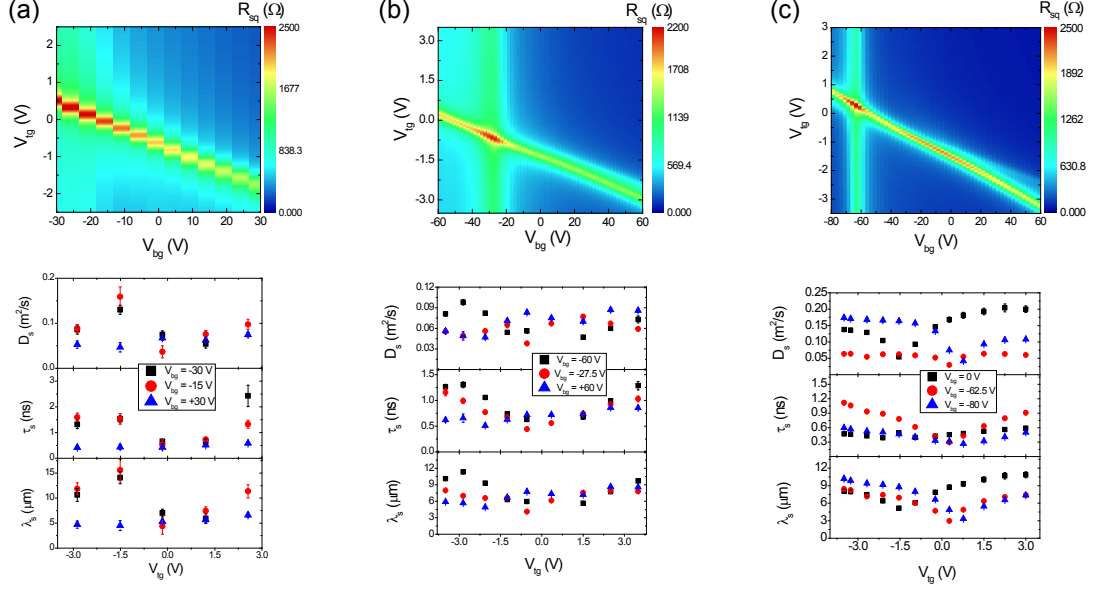 (a)
R_sq (Ω)
2500
1677
838.3
0.000
V_tg (V)
2
1
0
-1
-2
-30 -20 -10 0 10 20 30
V_bg (V)
(b)
R_sq (Ω)
2200
1708
1139
569.4
0.000
V_tg (V)
3.0
1.5
0.0
-1.5
-3.0
-60 -40 -20 0 20 40 60
V_bg (V)
(c)
R_sq (Ω)
2500
1892
1262
630.8
0.000
V_tg (V)
3
2
1
0
-1
-2
-3
-80 -60 -40 -20 0 20 40 60
V_bg (V)
D_s (m²/s)
0.2
0.1
0.0
V_bg = -30 V
V_bg = -15 V
V_bg = +30 V
τ_s (ns)
3
2
1
0
λ_s (μm)
15
10
5
0
-3.0 -1.5 0.0 1.5 3.0
V_tg (V)
D_s (m²/s)
0.12
0.09
0.06
0.03
0.00
V_bg = -60 V
V_bg = -27.5 V
V_bg = +60 V
τ_s (ns)
1.5
1.0
0.5
0.0
λ_s (μm)
12
9
6
3
0
-3.0 -1.5 0.0 1.5 3.0
V_tg (V)
D_s (m²/s)
0.25
0.20
0.15
0.10
0.05
V_bg = 0 V
V_bg = -62.5 V
V_bg = -80 V
τ_s (ns)
1.5
1.2
0.9
0.6
0.3
λ_s (μm)
12
9
6
3
0
-3.0 -1.5 0.0 1.5 3.0
V_tg (V)